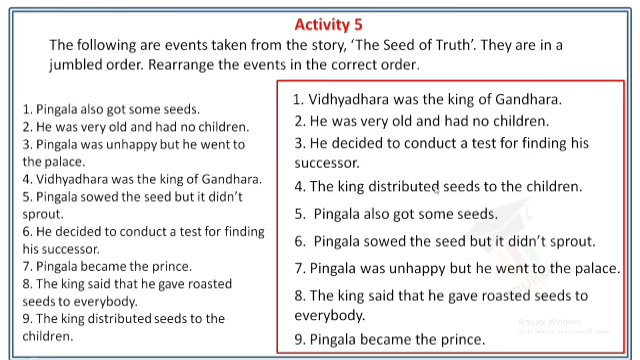 Activity 5
The following are events taken from the story, ‘The Seed of Truth’. They are in a
jumbled order. Rearrange the events in the correct order.
1. Pingala also got some seeds.
2. He was very old and had no children.
3. Pingala was unhappy but he went to
the palace.
4. Vidhyadhara was the king of Gandhara.
5. Pingala sowed the seed but it didn’t
sprout.
6. He decided to conduct a test for finding
his successor.
7. Pingala became the prince.
8. The king said that he gave roasted
seeds to everybody.
9. The king distributed seeds to the
children.
1. Vidhyadhara was the king of Gandhara.
2. He was very old and had no children.
3. He decided to conduct a test for finding his
successor.
4. The king distributed seeds to the children.
5. Pingala also got some seeds.
6. Pingala sowed the seed but it didn’t sprout.
7. Pingala was unhappy but he went to the palace.
8. The king said that he gave roasted seeds to
everybody.
9. Pingala became the prince.
Activate Windows